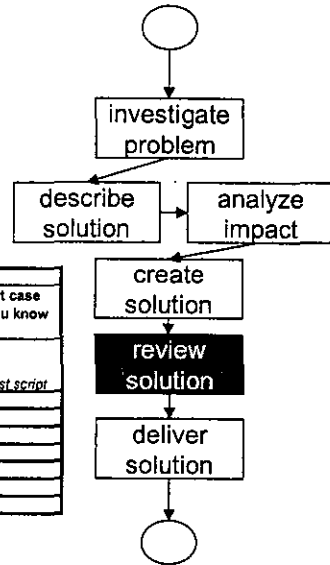 investigate
problem
describe
solution
analyze
impact
create
solution
review
solution
deliver
solution
t case
u know
st script